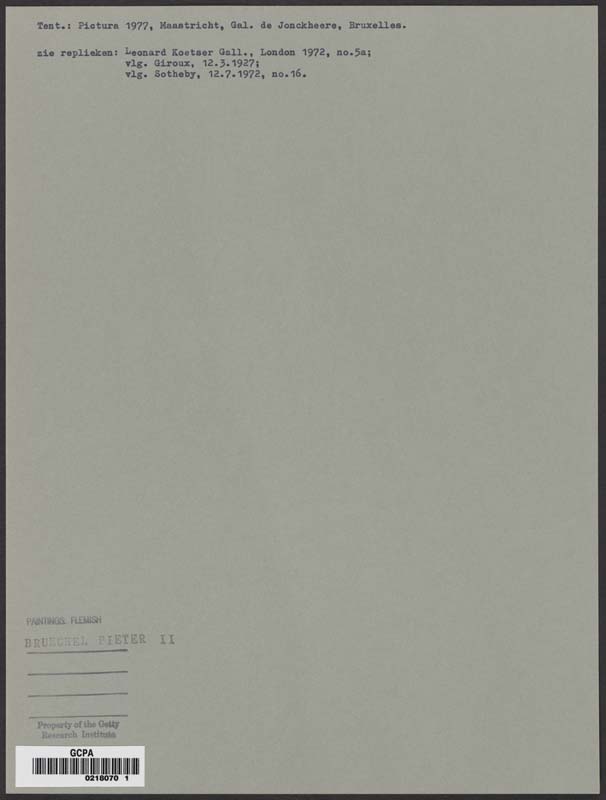 Tent.: Pictura 1977, Maastricht, Gal. de Jonckheere, Bruxelles.
zie replieken: Leonard Koetser Gall., London 1972, no.5a;
vlg. Giroux, 12.3.1927;
vlg. Sotheby, 12.7.1972, no.16.
PAINTINGS, FLEMISH
BRUEGHEL PIETER II
Property of the Getty
Research Institute
GCPA
0218070 1